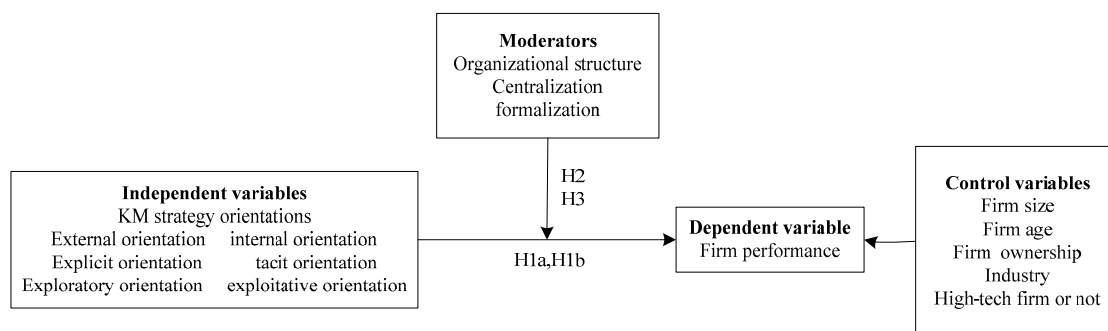 Moderators
Organizational structure
Centralization
formalization
H2
H3
Independent variables
KM strategy orientations
External orientation internal orientation
Explicit orientation tacit orientation
Exploratory orientation exploitative orientation
H1a,H1b
Dependent variable
Firm performance
Control variables
Firm size
Firm age
Firm ownership
Industry
High-tech firm or not